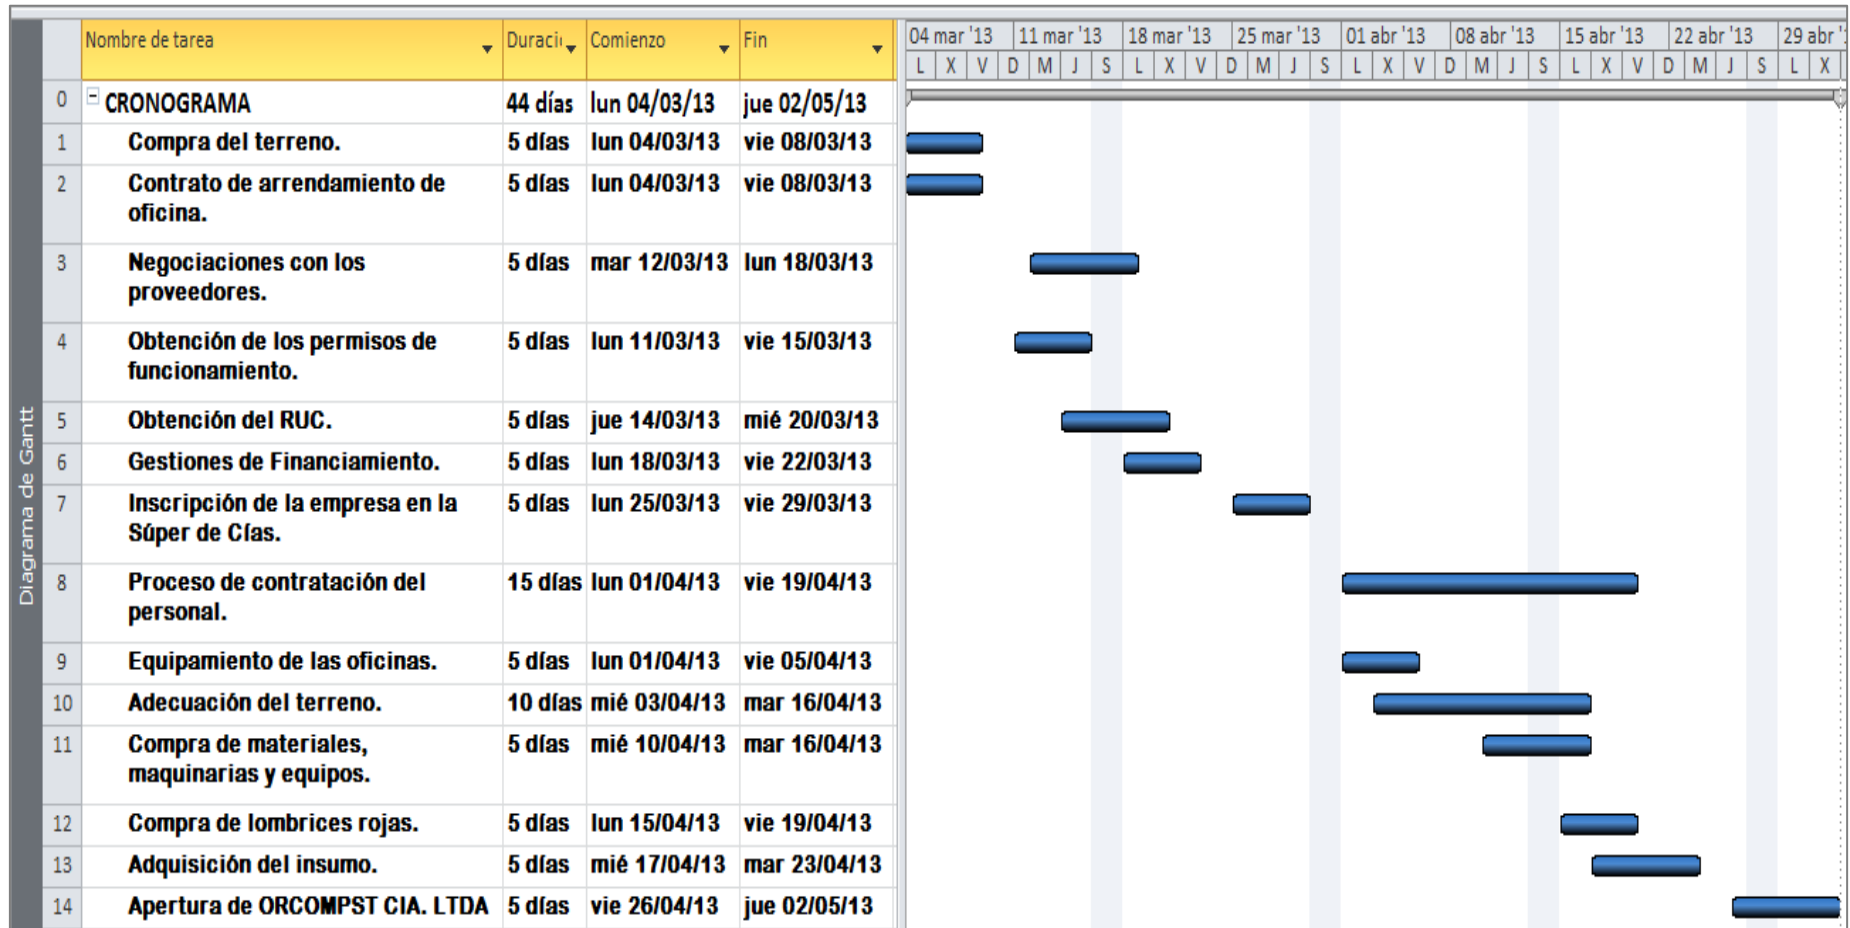 Nombre de tarea Duració Comienzo Fin 04 mar '13 11 mar '13 18 mar '13 25 mar '13 01 abr '13 08 abr '13 15 abr '13 22 abr '13 29 abr '
L X V D M J S L X V D M J S L X V D M J S L X V D M J S L X
0 CRONOGRAMA 44 días lun 04/03/13 jue 02/05/13
1 Compra del terreno. 5 días lun 04/03/13 vie 08/03/13
2 Contrato de arrendamiento de 5 días lun 04/03/13 vie 08/03/13
oficina.
3 Negociaciones con los 5 días mar 12/03/13 lun 18/03/13
proveedores.
4 Obtención de los permisos de 5 días lun 11/03/13 vie 15/03/13
funcionamiento.
5 Obtención del RUC. 5 días jue 14/03/13 mié 20/03/13
6 Gestiones de Financiamiento. 5 días lun 18/03/13 vie 22/03/13
7 Inscripción de la empresa en la 5 días lun 25/03/13 vie 29/03/13
Súper de Cías.
8 Proceso de contratación del 15 días lun 01/04/13 vie 19/04/13
personal.
9 Equipamiento de las oficinas. 5 días lun 01/04/13 vie 05/04/13
10 Adecuación del terreno. 10 días mié 03/04/13 mar 16/04/13
11 Compra de materiales, 5 días mié 10/04/13 mar 16/04/13
maquinarias y equipos.
12 Compra de lombrices rojas. 5 días lun 15/04/13 vie 19/04/13
13 Adquisición del insumo. 5 días mié 17/04/13 mar 23/04/13
14 Apertura de ORCOMPST CIA. LTDA 5 días vie 26/04/13 jue 02/05/13
Diagrama de Gantt